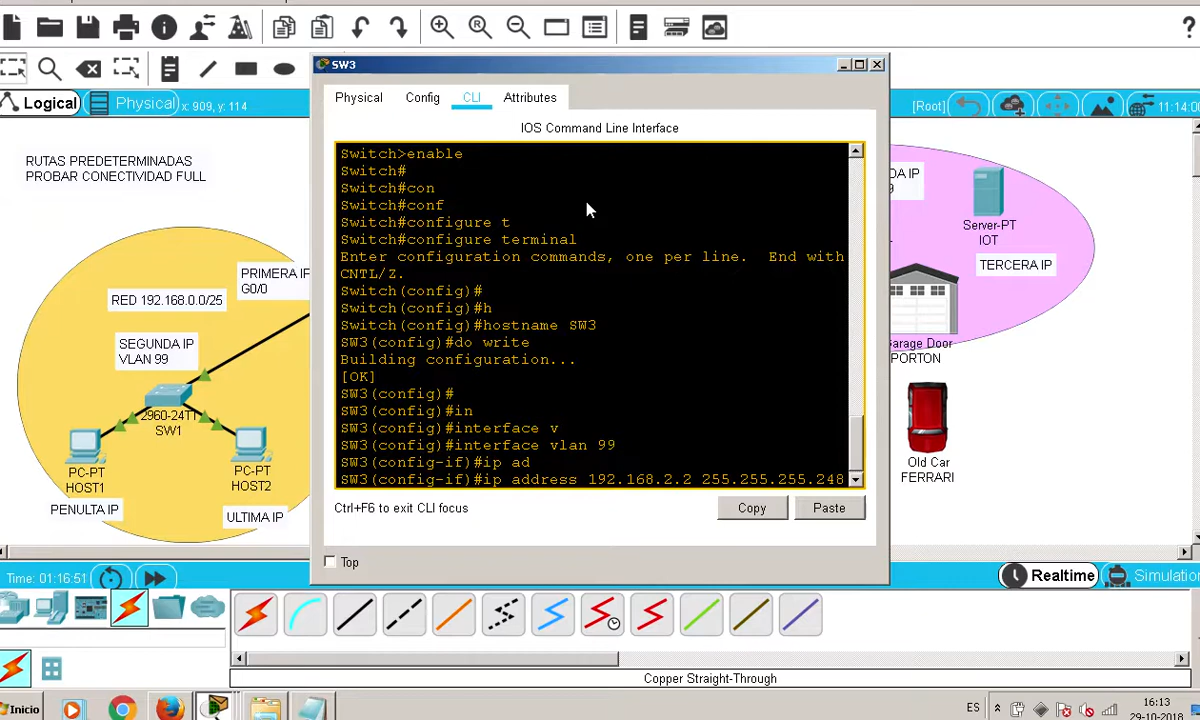 SW3
Physical Config CLI Attributes
IOS Command Line Interface
Switch>enable
Switch#
Switch#con
Switch#conf
Switch#configure t
Switch#configure terminal
Enter configuration commands, one per line. End with
CNTL/Z.
Switch(config)#
Switch(config)#h
Switch(config)#hostname SW3
SW3(config)#do write
Building configuration...
[OK]
SW3(config)#
SW3(config)#in
SW3(config)#interface v
SW3(config)#interface vlan 99
SW3(config-if)#ip ad
SW3(config-if)#ip address 192.168.2.2 255.255.255.248
Ctrl+F6 to exit CLI focus
Copy
Paste
Top
Logical
Physical
x: 909, y: 114
[Root]
11:14:00
RUTAS PREDETERMINADAS
PROBAR CONECTIVIDAD FULL
PRIMERA IP
G0/0
RED 192.168.0.0/25
SEGUNDA IP
VLAN 99
2960-24TT
SW1
PC-PT
HOST1
PC-PT
HOST2
PENULTA IP
ULTIMA IP
DA IP
9
Server-PT
IOT
TERCERA IP
Garage Door
PORTON
Old Car
FERRARI
Time: 01:16:51
Realtime
Simulation
Copper Straight-Through
Inicio
ES
16:13
29-10-2018